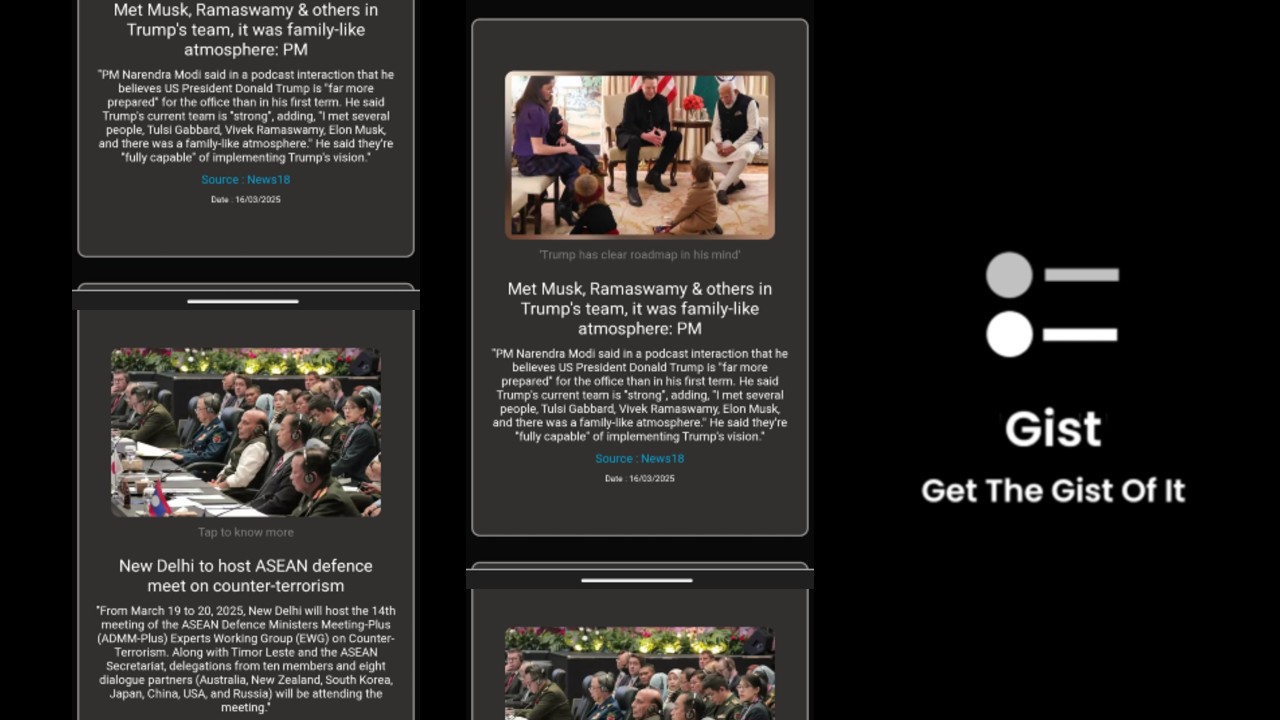 Met Musk, Ramaswamy & others in
Trump's team, it was family-like
atmosphere: PM
"PM Narendra Modi said in a podcast interaction that he
believes US President Donald Trump is "far more
prepared" for the office than in his first term. He said
Trump's current team is "strong", adding, "I met several
people, Tulsi Gabbard, Vivek Ramaswamy, Elon Musk,
and there was a family-like atmosphere." He said they're
"fully capable" of implementing Trump's vision."
Source : News18
Date : 16/03/2025
Tap to know more
New Delhi to host ASEAN defence
meet on counter-terrorism
"From March 19 to 20, 2025, New Delhi will host the 14th
meeting of the ASEAN Defence Ministers Meeting-Plus
(ADMM-Plus) Experts Working Group (EWG) on Counter-
Terrorism. Along with Timor Leste and the ASEAN
Secretariat, delegations from ten members and eight
dialogue partners (Australia, New Zealand, South Korea,
Japan, China, USA, and Russia) will be attending the
meeting."
'Trump has clear roadmap in his mind'
Met Musk, Ramaswamy & others in
Trump's team, it was family-like
atmosphere: PM
"PM Narendra Modi said in a podcast interaction that he
believes US President Donald Trump is "far more
prepared" for the office than in his first term. He said
Trump's current team is "strong", adding, "I met several
people, Tulsi Gabbard, Vivek Ramaswamy, Elon Musk,
and there was a family-like atmosphere." He said they're
"fully capable" of implementing Trump's vision."
Source : News18
Date : 16/03/2025
Gist
Get The Gist Of It